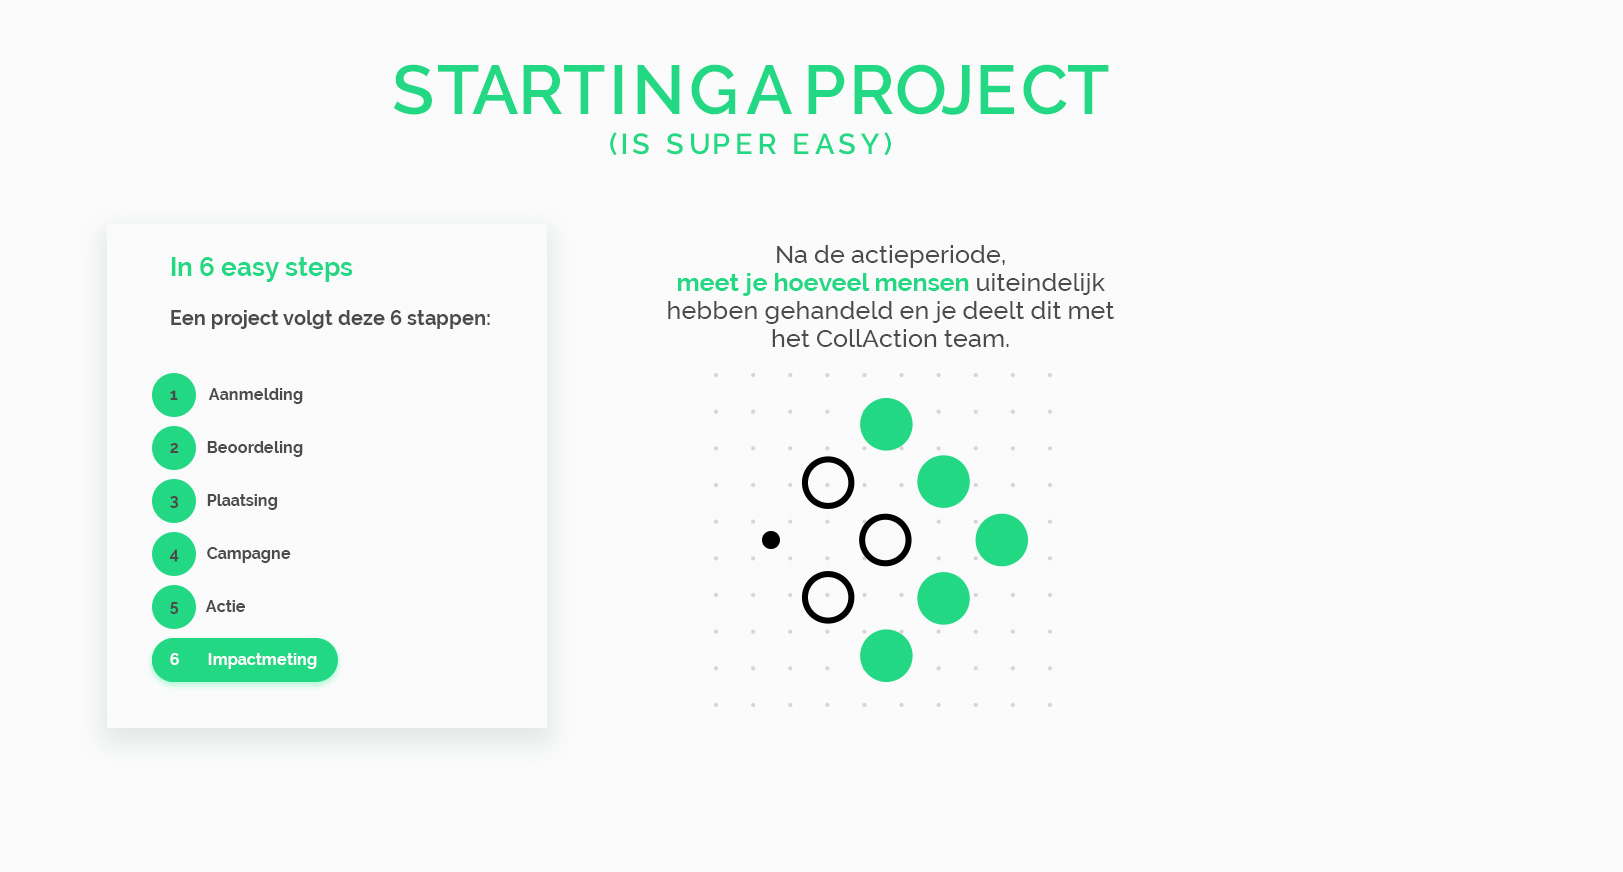 STARTING A PROJECT
(IS SUPER EASY)
In 6 easy steps
Een project volgt deze 6 stappen:
1 Aanmelding
2 Beoordeling
3 Plaatsing
4 Campagne
5 Actie
6 Impactmeting
Na de actieperiode,
meet je hoeveel mensen uiteindelijk
hebben gehandeld en je deelt dit met
het CollAction team.